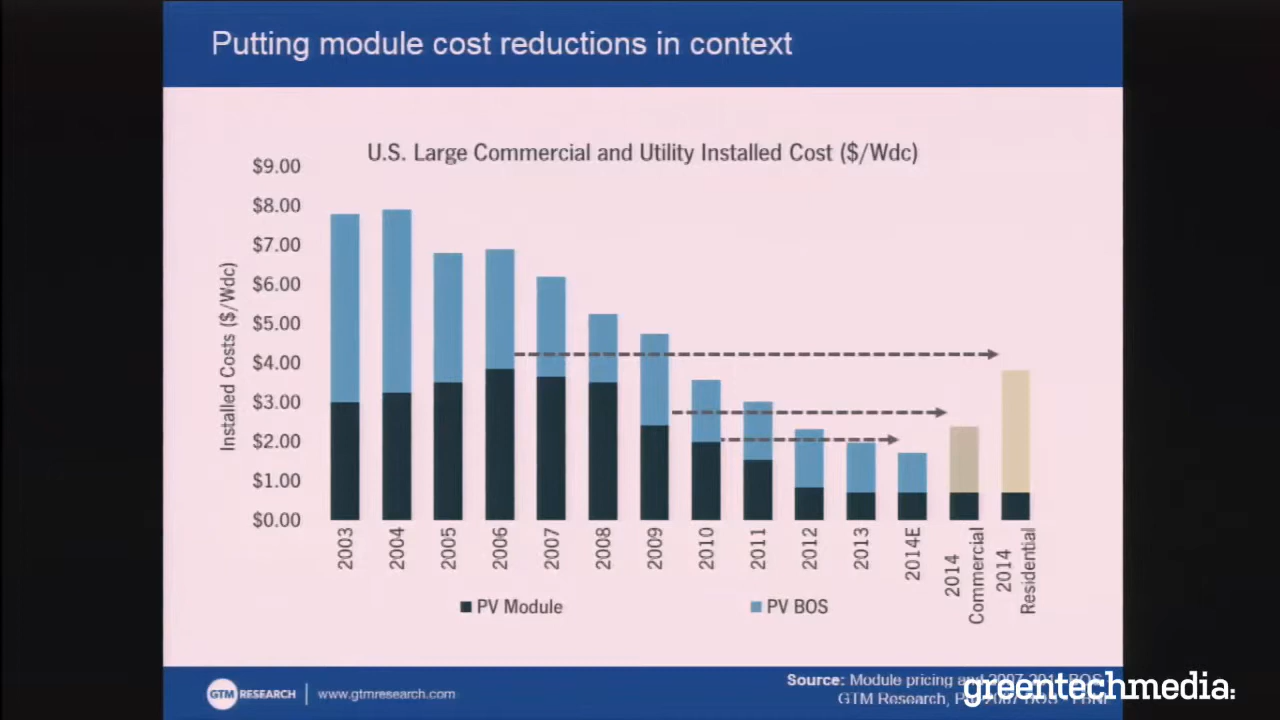 Putting module cost reductions in context
U.S. Large Commercial and Utility Installed Cost ($/Wdc)
$9.00
$8.00
$7.00
$6.00
$5.00
$4.00
$3.00
$2.00
$1.00
$0.00
Installed Costs ($/Wdc)
2003
2004
2005
2006
2007
2008
2009
2010
2011
2012
2013
2014E
2014
Commercial
2014
Residential
PV Module
PV BOS
GTM RESEARCH
www.gtmresearch.com
Source: Module pricing and
GTM Research,
greentechmedia: